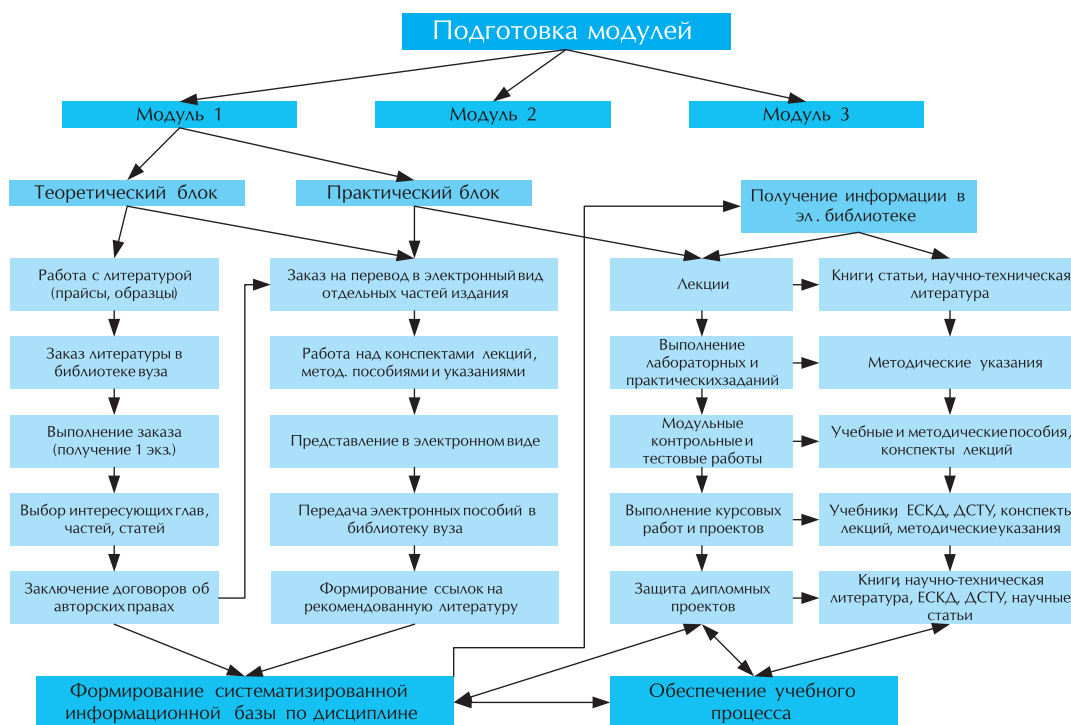 Подготовка модулей
Модуль 1
Модуль 2
Модуль 3
Теоретический блок
Практический блок
Получение информации в
эл. библиотеке
Работа с литературой
(прайсы, образцы)
Заказ на перевод в электронный вид
отдельных частей издания
Лекции
Книги, статьи, научно-техническая
литература
Заказ литературы в
библиотеке вуза
Работа над конспектами лекций,
метод. пособиями и указаниями
Выполнение
лабораторных и
практическихзаданий
Методические указания
Выполнение заказа
(получение 1 экз.)
Представление в электронном виде
Модульные
контрольные и
тестовые работы
Учебные и методические пособия,
конспекты лекций
Выбор интересующих глав,
частей, статей
Передача электронных пособий в
библиотеку вуза
Выполнение курсовых
работ и проектов
Учебники, ЕСКД, ДСТУ, конспекты
лекций, методические указания
Заключение договоров об
авторских правах
Формирование ссылок на
рекомендованную литературу
Защита дипломных
проектов
Книги, научно-техническая
литература, ЕСКД, ДСТУ, научные
статьи
Формирование систематизированной
информационной базы по дисциплине
Обеспечение учебного
процесса